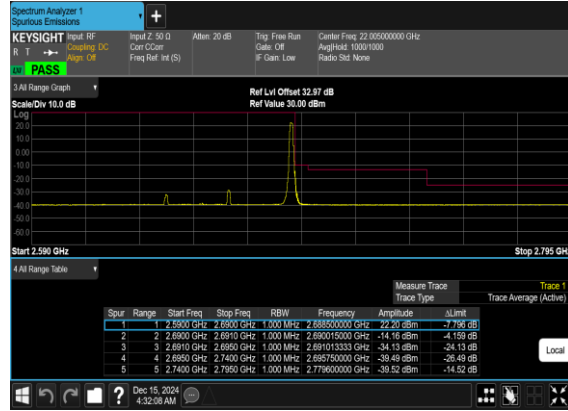 Spectrum Analyzer 1
Spurious Emissions
+
KEYSIGHT Input: RF Input Z: 50 Ω Atten: 20 dB Trig: Free Run Center Freq: 22.005000000 GHz
R T Coupling: DC Corr CCorr Gate: Off Avg|Hold: 1000/1000
Align: Off Freq Ref: Int (S) IF Gain: Low Radio Std: None
PASS
3 All Range Graph
Ref Lvl Offset 32.97 dB
Scale/Div 10.0 dB Ref Value 30.00 dBm
Log
20.0
10.0
0.00
-10.0
-20.0
-30.0
-40.0
-50.0
-60.0
Start 2.590 GHz Stop 2.795 GH
4 All Range Table
Measure Trace Trace 1
Trace Type Trace Average (Active)
Spur Range Start Freq Stop Freq RBW Frequency Amplitude ΔLimit
1 1 2.5900 GHz 2.6900 GHz 1.000 MHz 2.688500000 GHz 22.20 dBm -7.796 dB
2 2 2.6900 GHz 2.6910 GHz 1.000 MHz 2.690015000 GHz -14.16 dBm -4.159 dB
3 3 2.6910 GHz 2.6950 GHz 1.000 MHz 2.691013333 GHz -34.13 dBm -24.13 dB
4 4 2.6950 GHz 2.7400 GHz 1.000 MHz 2.695750000 GHz -39.49 dBm -26.49 dB
5 5 2.7400 GHz 2.7950 GHz 1.000 MHz 2.779600000 GHz -39.52 dBm -14.52 dB
Local
?
Dec 15, 2024
4:32:08 AM